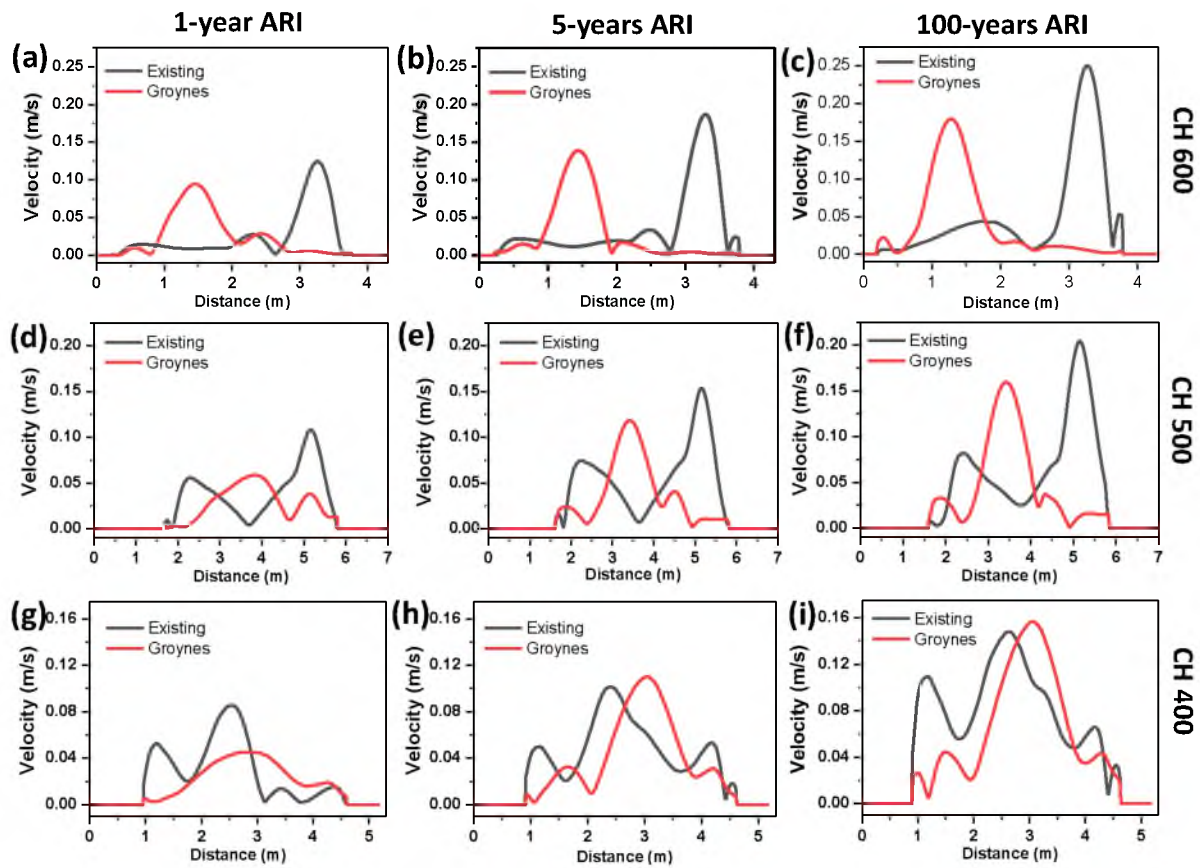 1-year ARI 5-years ARI 100-years ARI
(a) (b) (c)
Existing Existing Existing
Groynes Groynes Groynes
Velocity (m/s) Velocity (m/s) Velocity (m/s)
0.25 0.25 0.25
0.20 0.20 0.20
0.15 0.15 0.15
0.10 0.10 0.10
0.05 0.05 0.05
0.00 0.00 0.00
0 1 2 3 4 0 1 2 3 4 0 1 2 3 4
Distance (m) Distance (m) Distance (m)
CH 600
(d) (e) (f)
Existing Existing Existing
Groynes Groynes Groynes
Velocity (m/s) Velocity (m/s) Velocity (m/s)
0.20 0.20 0.20
0.15 0.15 0.15
0.10 0.10 0.10
0.05 0.05 0.05
0.00 0.00 0.00
0 1 2 3 4 5 6 7 0 1 2 3 4 5 6 7 0 1 2 3 4 5 6 7
Distance (m) Distance (m) Distance (m)
CH 500
(g) (h) (i)
Existing Existing Existing
Groynes Groynes Groynes
Velocity (m/s) Velocity (m/s) Velocity (m/s)
0.16 0.16 0.16
0.12 0.12 0.12
0.08 0.08 0.08
0.04 0.04 0.04
0.00 0.00 0.00
0 1 2 3 4 5 0 1 2 3 4 5 0 1 2 3 4 5
Distance (m) Distance (m) Distance (m)
CH 400